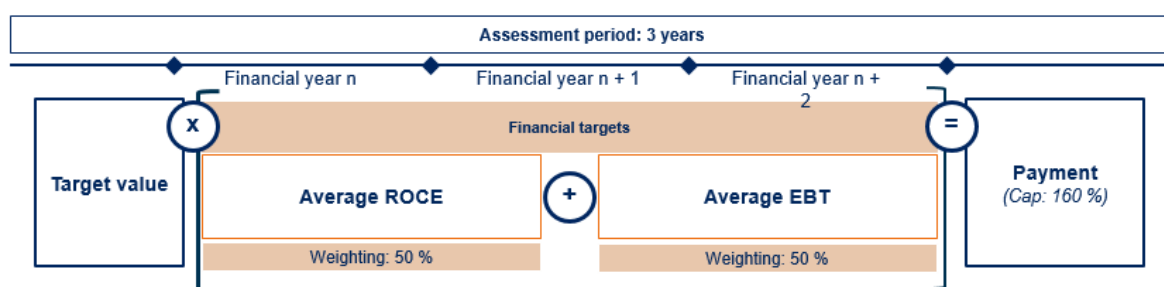 Assessment period: 3 years
Financial year n
Financial year n + 1
Financial year n +
2
x
Financial targets
=
Target value
Average ROCE
+
Average EBT
Payment
(Cap: 160 %)
Weighting: 50 %
Weighting: 50 %